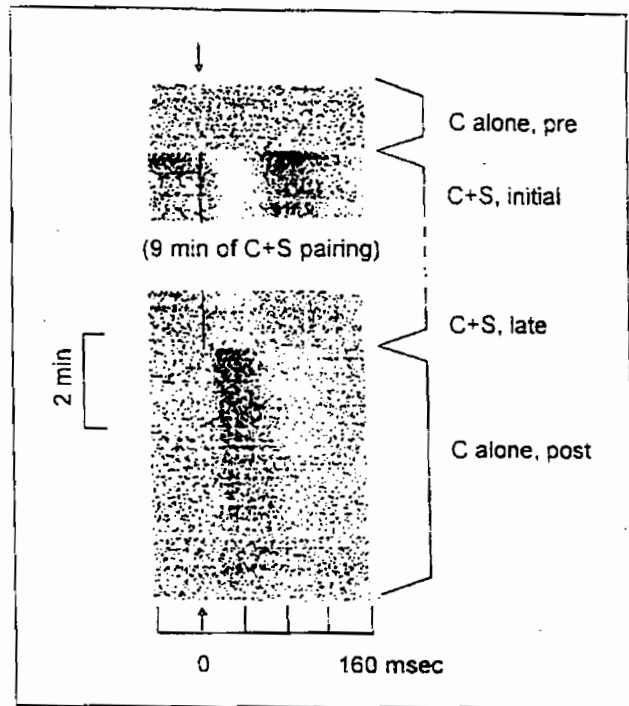 C alone, pre
C+S, initial
(9 min of C+S pairing)
C+S, late
2 min
C alone, post
0 160 msec